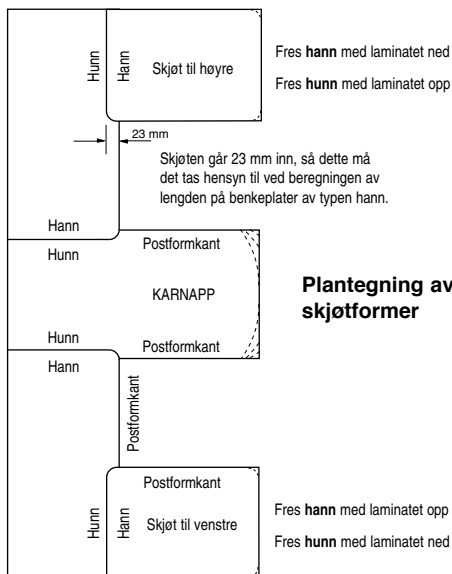 Hunn
Hann
Skjøt til høyre
Fres hann med laminatet ned
Fres hunn med laminatet opp
23 mm
Skjøten går 23 mm inn, så dette må
det tas hensyn til ved beregningen av
lengden på benkeplater av typen hann.
Hann
Hunn
Postformkant
KARNAPP
Plantegning av
skjøtformer
Hunn
Hann
Postformkant
Postformkant
Postformkant
Hunn
Hann
Skjøt til venstre
Fres hann med laminatet opp
Fres hunn med laminatet ned